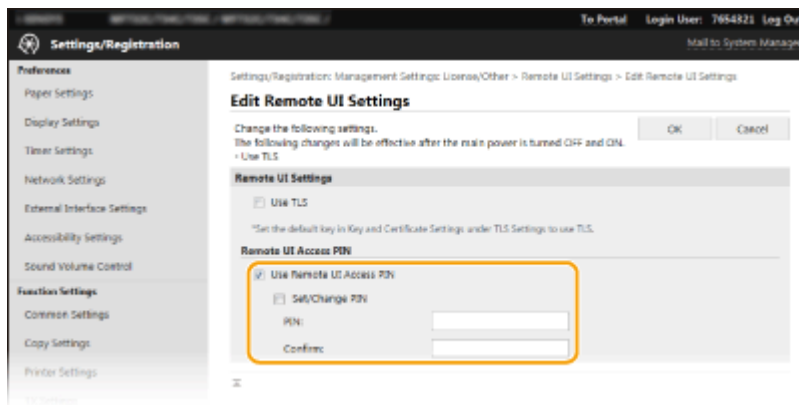 To Portal Login User: 7654321 Log Ou
Settings/Registration
Mail to System Manage
Preferences
Paper Settings
Display Settings
Timer Settings
Network Settings
External Interface Settings
Accessibility Settings
Sound Volume Control
Function Settings
Common Settings
Copy Settings
Printer Settings
Settings/Registration: Management Settings: License/Other > Remote UI Settings > Edit Remote UI Settings
Edit Remote UI Settings
Change the following settings.
The following changes will be effective after the main power is turned OFF and ON.
- Use TLS
OK Cancel
Remote UI Settings
Use TLS
*Set the default key in Key and Certificate Settings under TLS Settings to use TLS.
Remote UI Access PIN
Use Remote UI Access PIN
Set/Change PIN
PIN:
Confirm: